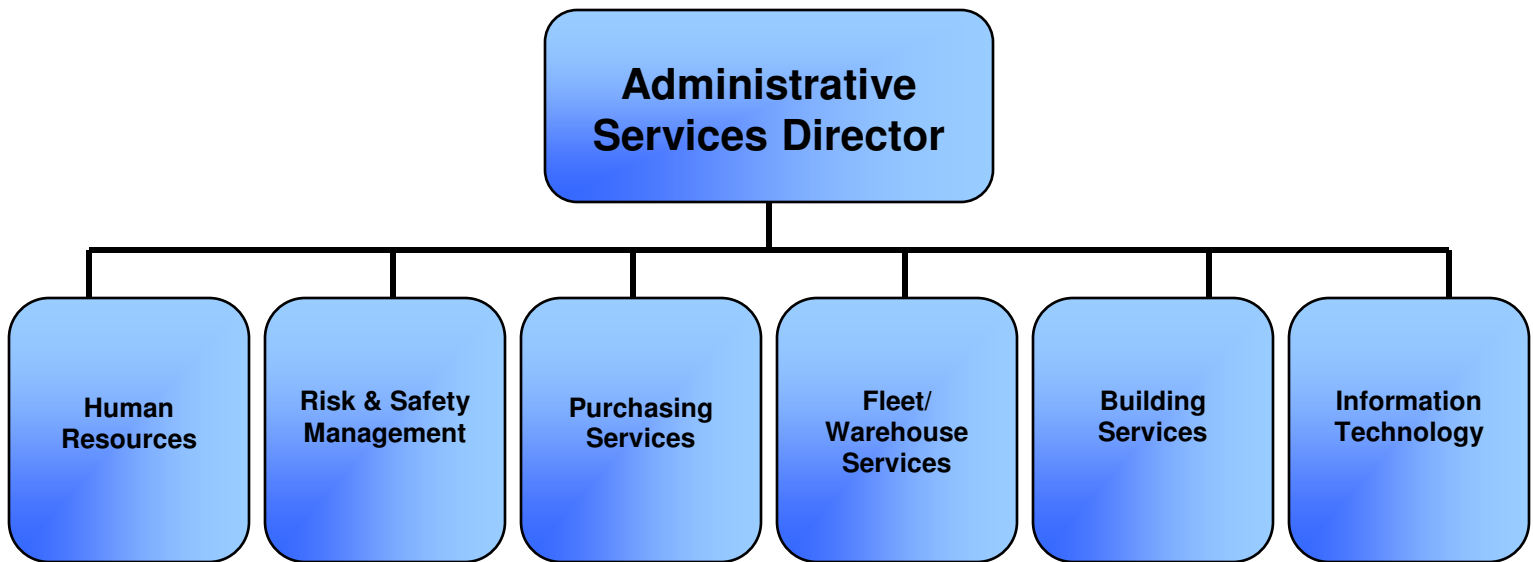 Administrative
Services Director
Human
Resources
Risk & Safety
Management
Purchasing
Services
Fleet/
Warehouse
Services
Building
Services
Information
Technology